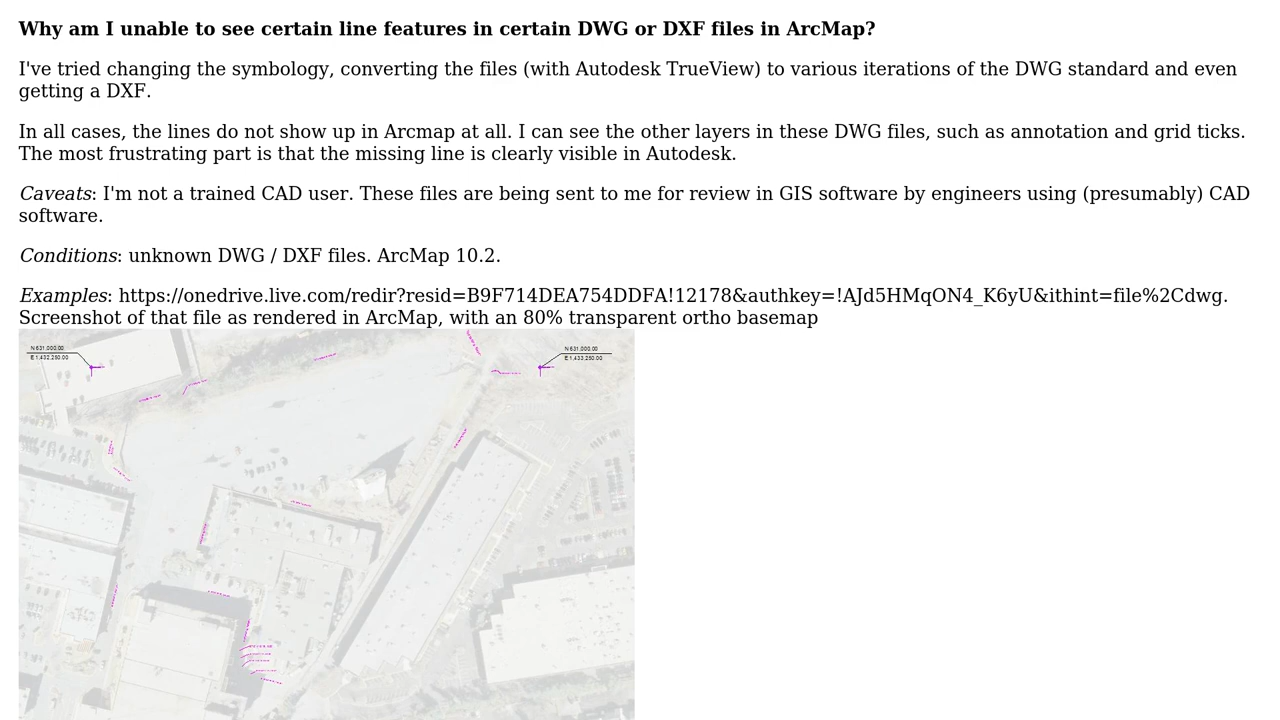 Why am I unable to see certain line features in certain DWG or DXF files in ArcMap?
I've tried changing the symbology, converting the files (with Autodesk TrueView) to various iterations of the DWG standard and even
getting a DXF.
In all cases, the lines do not show up in Arcmap at all. I can see the other layers in these DWG files, such as annotation and grid ticks.
The most frustrating part is that the missing line is clearly visible in Autodesk.
Caveats: I'm not a trained CAD user. These files are being sent to me for review in GIS software by engineers using (presumably) CAD
software.
Conditions: unknown DWG / DXF files. ArcMap 10.2.
Examples: https://onedrive.live.com/redir?resid=B9F714DEA754DDFA!12178&authkey=!AJd5HMqON4_K6yU&ithint=file%2Cdwg.
Screenshot of that file as rendered in ArcMap, with an 80% transparent ortho basemap
N 631,000.00
E 1,432,250.00
N 631,000.00
E 1,433,250.00